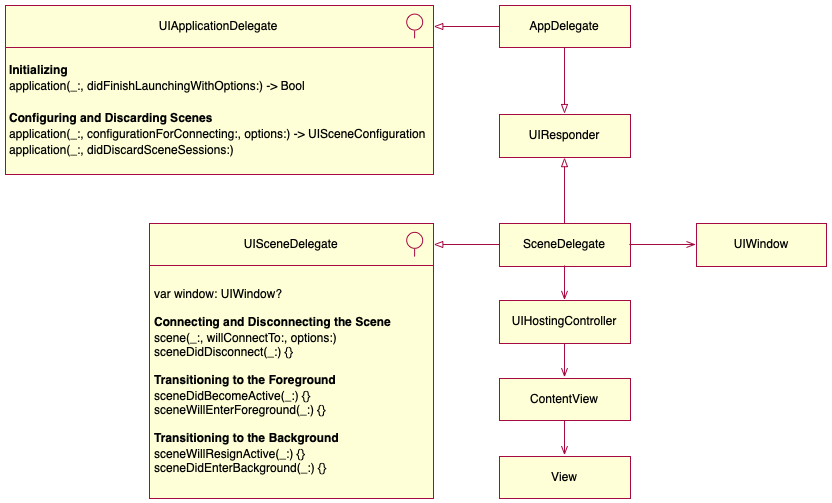 UIApplicationDelegate
AppDelegate
Initializing
application(_:, didFinishLaunchingWithOptions:) -> Bool
Configuring and Discarding Scenes
application(_:, configurationForConnecting:, options:) -> UISceneConfiguration
application(_:, didDiscardSceneSessions:)
UIResponder
UISceneDelegate
SceneDelegate
UIWindow
var window: UIWindow?
Connecting and Disconnecting the Scene
scene(_:, willConnectTo:, options:)
sceneDidDisconnect(_:) {}
Transitioning to the Foreground
sceneDidBecomeActive(_:) {}
sceneWillEnterForeground(_:) {}
Transitioning to the Background
sceneWillResignActive(_:) {}
sceneDidEnterBackground(_:) {}
UIHostingController
ContentView
View